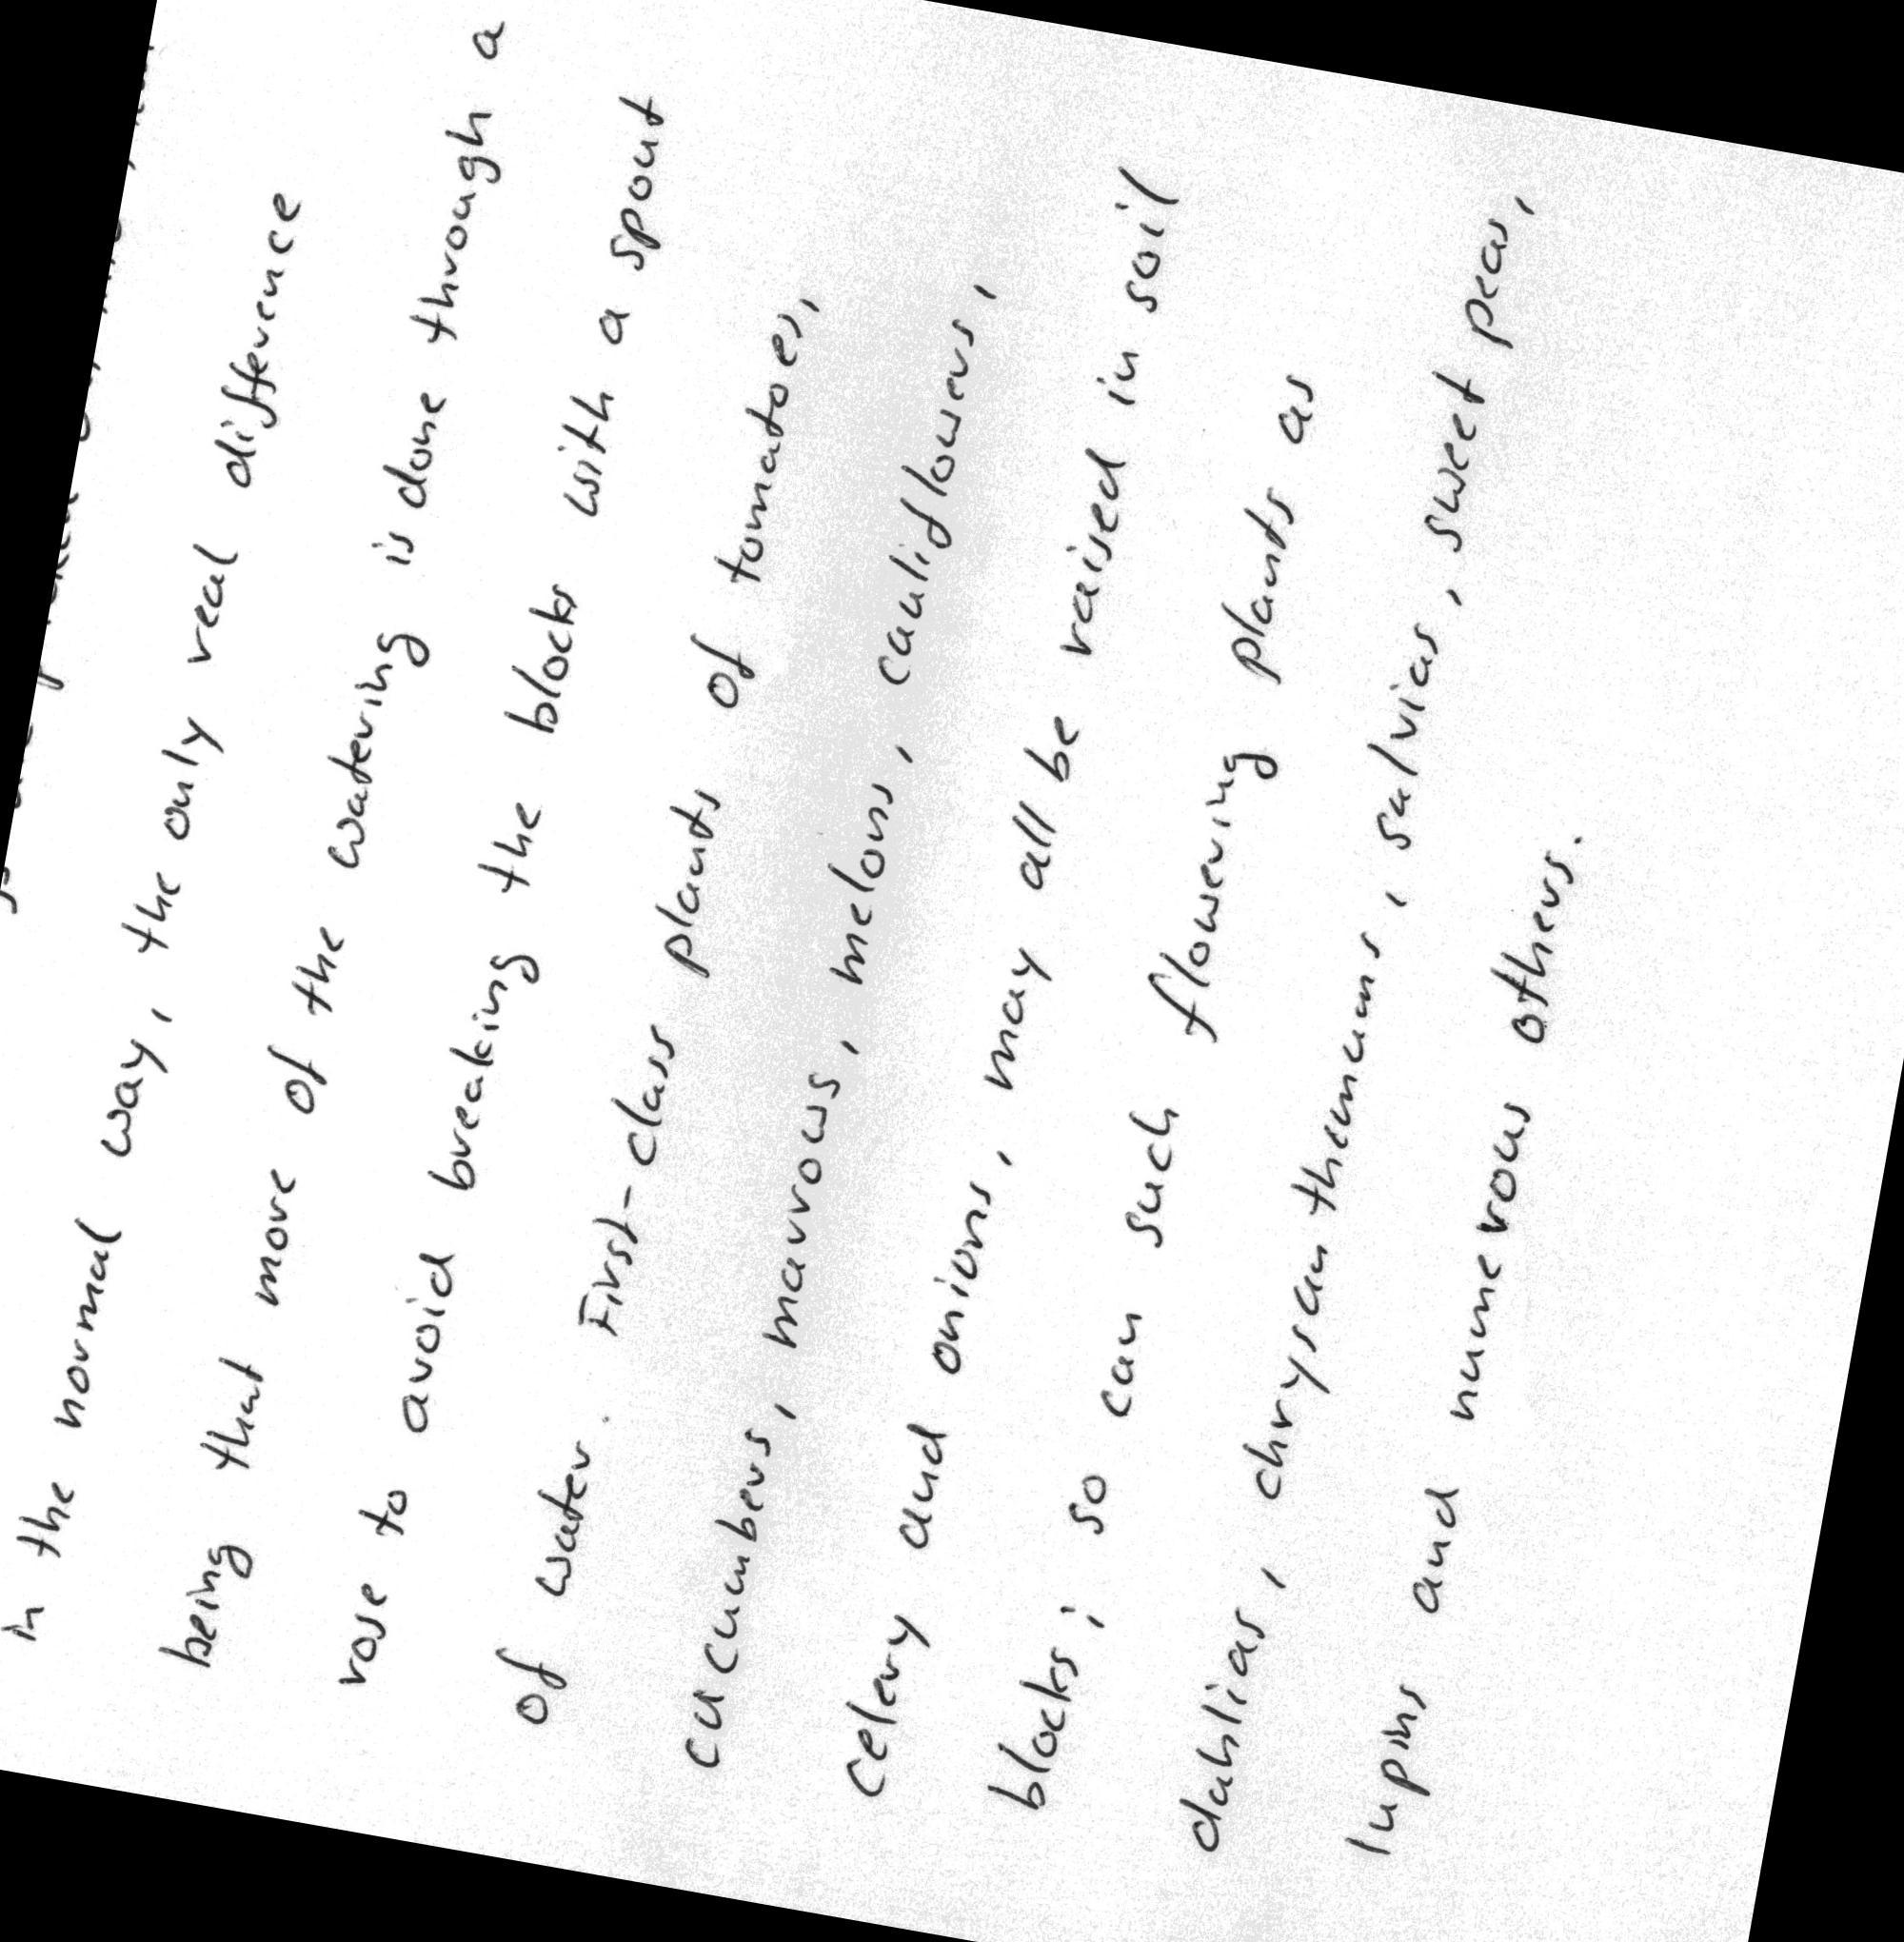 in the normal way, the only real difference
being that more of the watering is done through a
rose to avoid breaking the blocks with a spout
of water. First-class plants of tomatoes,
cucumbers, marrows, melons, cauliflowers,
celery and onions, may all be raised in soil
blocks; so can such flowering plants as
dahlias, chrysanthemums, salvias, sweet peas,
lupins and numerous others.